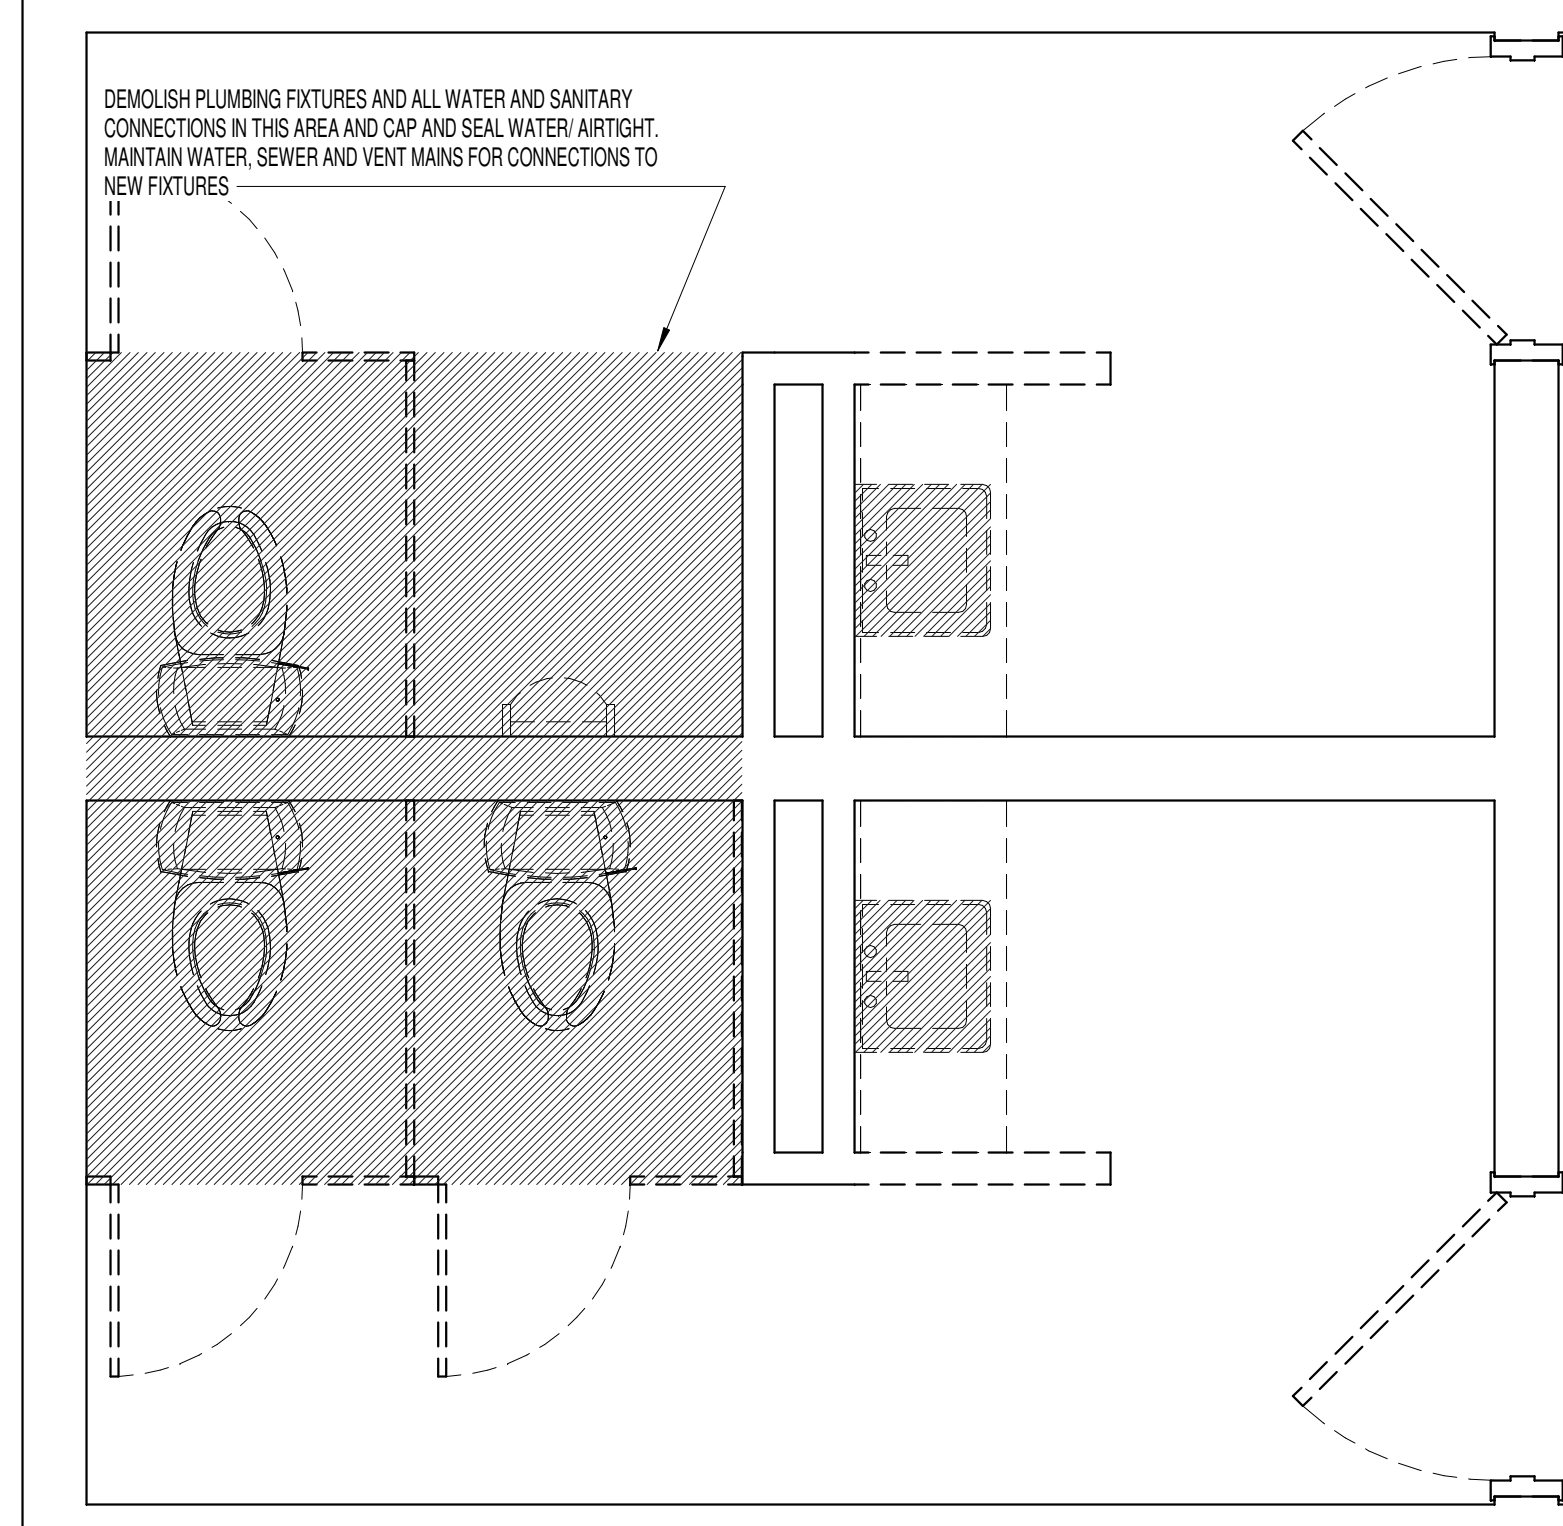 DEMOLISH PLUMBING FIXTURES AND ALL WATER AND SANITARY
CONNECTIONS IN THIS AREA AND CAP AND SEAL WATER/ AIRTIGHT.
MAINTAIN WATER, SEWER AND VENT MAINS FOR CONNECTIONS TO
NEW FIXTURES